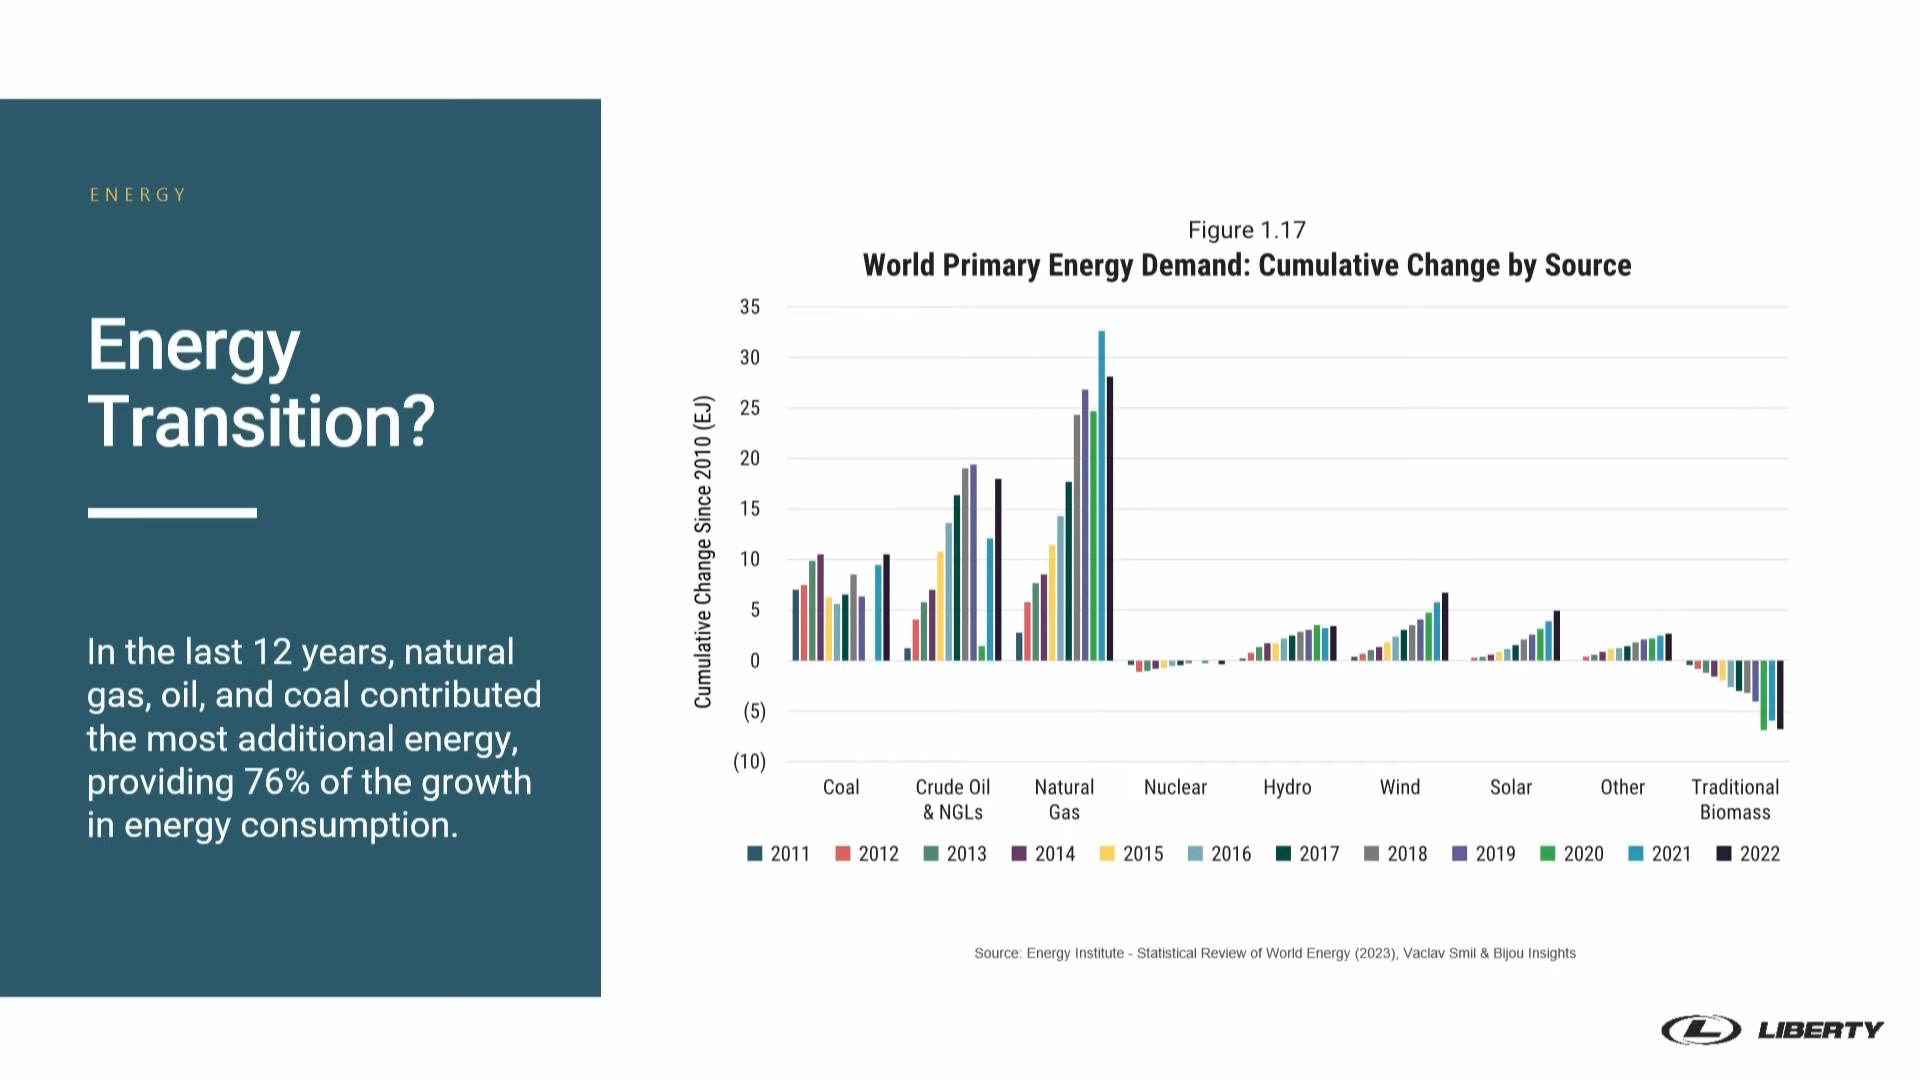 ENERGY
Energy
Transition?
In the last 12 years, natural
gas, oil, and coal contributed
the most additional energy,
providing 76% of the growth
in energy consumption.
Figure 1.17
World Primary Energy Demand: Cumulative Change by Source
Cumulative Change Since 2010 (EJ)
35
30
25
20
15
10
5
0
(5)
(10)
Coal
Crude Oil
& NGLs
Natural
Gas
Nuclear
Hydro
Wind
Solar
Other
Traditional
Biomass
2011 2012 2013 2014 2015 2016 2017 2018 2019 2020 2021 2022
Source: Energy Institute - Statistical Review of World Energy (2023), Vaclav Smil & Bijou Insights
L LIBERTY